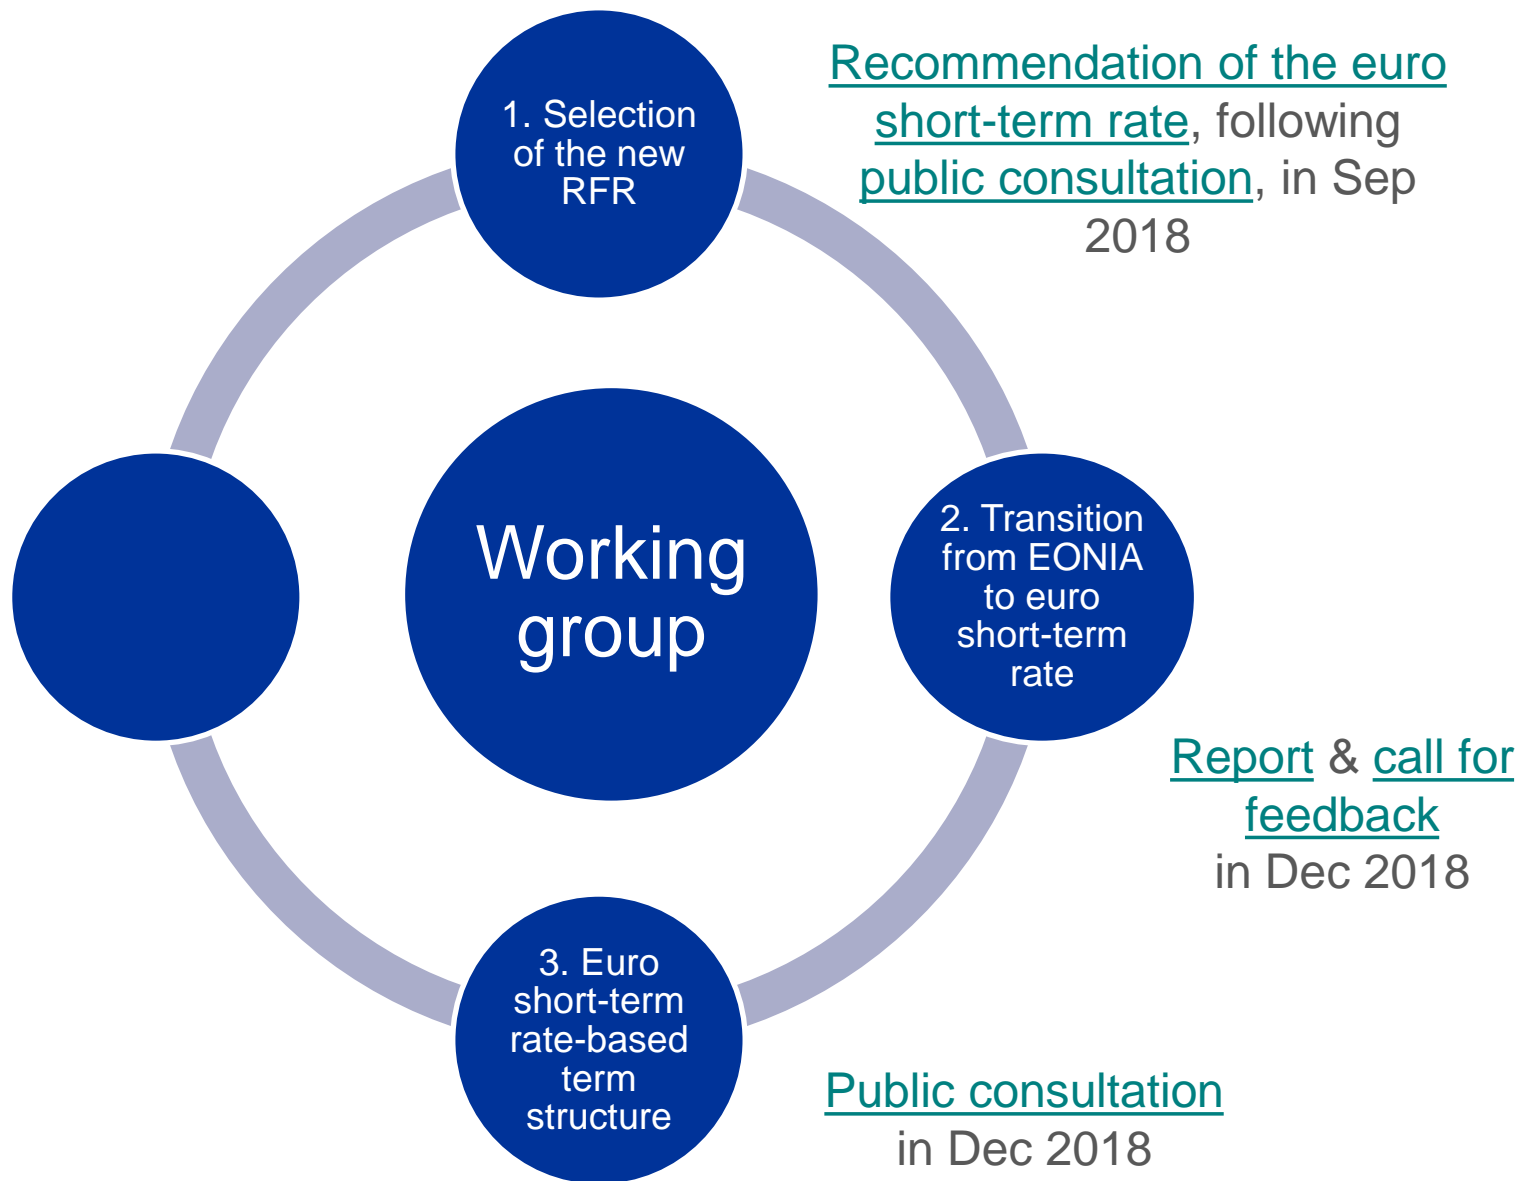 1. Selection
of the new
RFR
Recommendation of the euro
short-term rate, following
public consultation, in Sep
2018
Working
group
2. Transition
from EONIA
to euro
short-term
rate
Report & call for
feedback
in Dec 2018
3. Euro
short-term
rate-based
term
structure
Public consultation
in Dec 2018